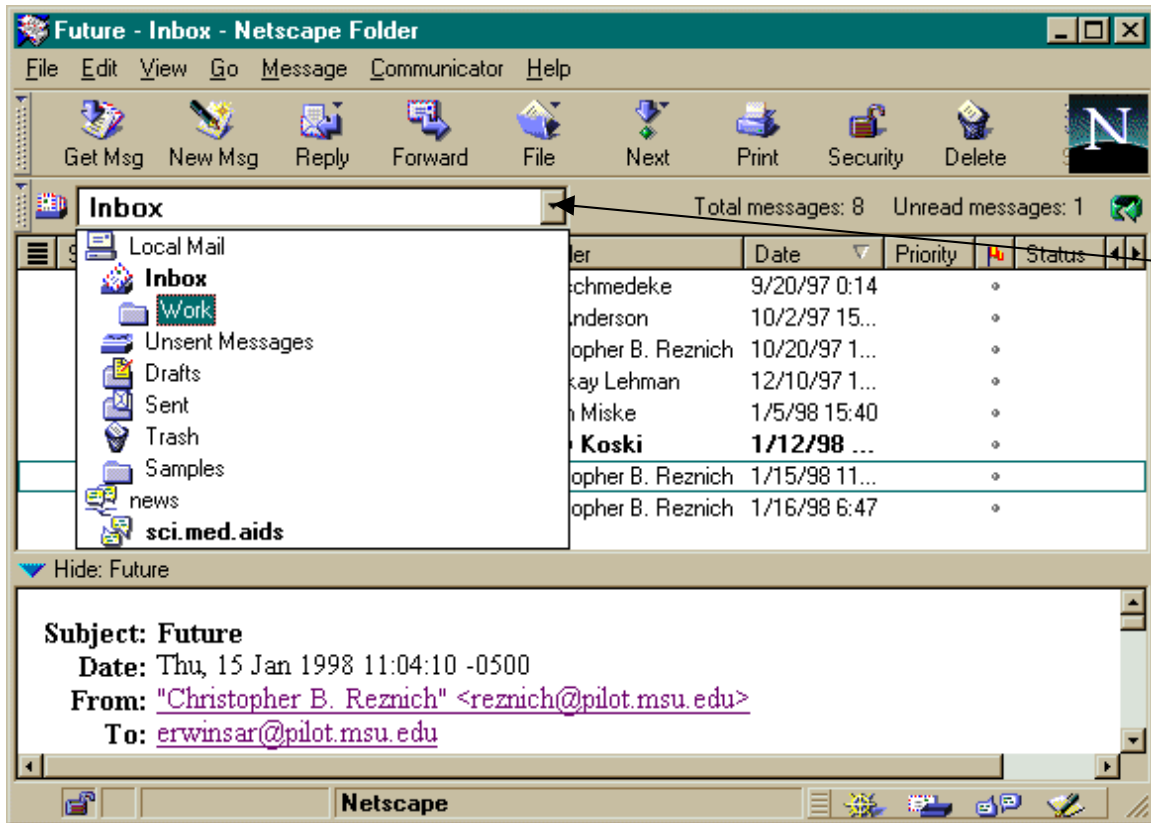 Future - Inbox - Netscape Folder
File Edit View Go Message Communicator Help
Get Msg New Msg Reply Forward File Next Print Security Delete N
Inbox Total messages: 8 Unread messages: 1
Local Mail Date Priority Status
Inbox 9/20/97 0:14
Work 10/2/97 15...
Unsent Messages opher B. Reznich 10/20/97 1...
Drafts kay Lehman 12/10/97 1...
Sent Miske 1/5/98 15:40
Trash Koski 1/12/98 ...
Samples opher B. Reznich 1/15/98 11...
news opher B. Reznich 1/16/98 6:47
sci.med.aids
Hide: Future
Subject: Future
Date: Thu, 15 Jan 1998 11:04:10 -0500
From: "Christopher B. Reznich" <reznich@pilot.msu.edu>
To: erwinsar@pilot.msu.edu
Netscape